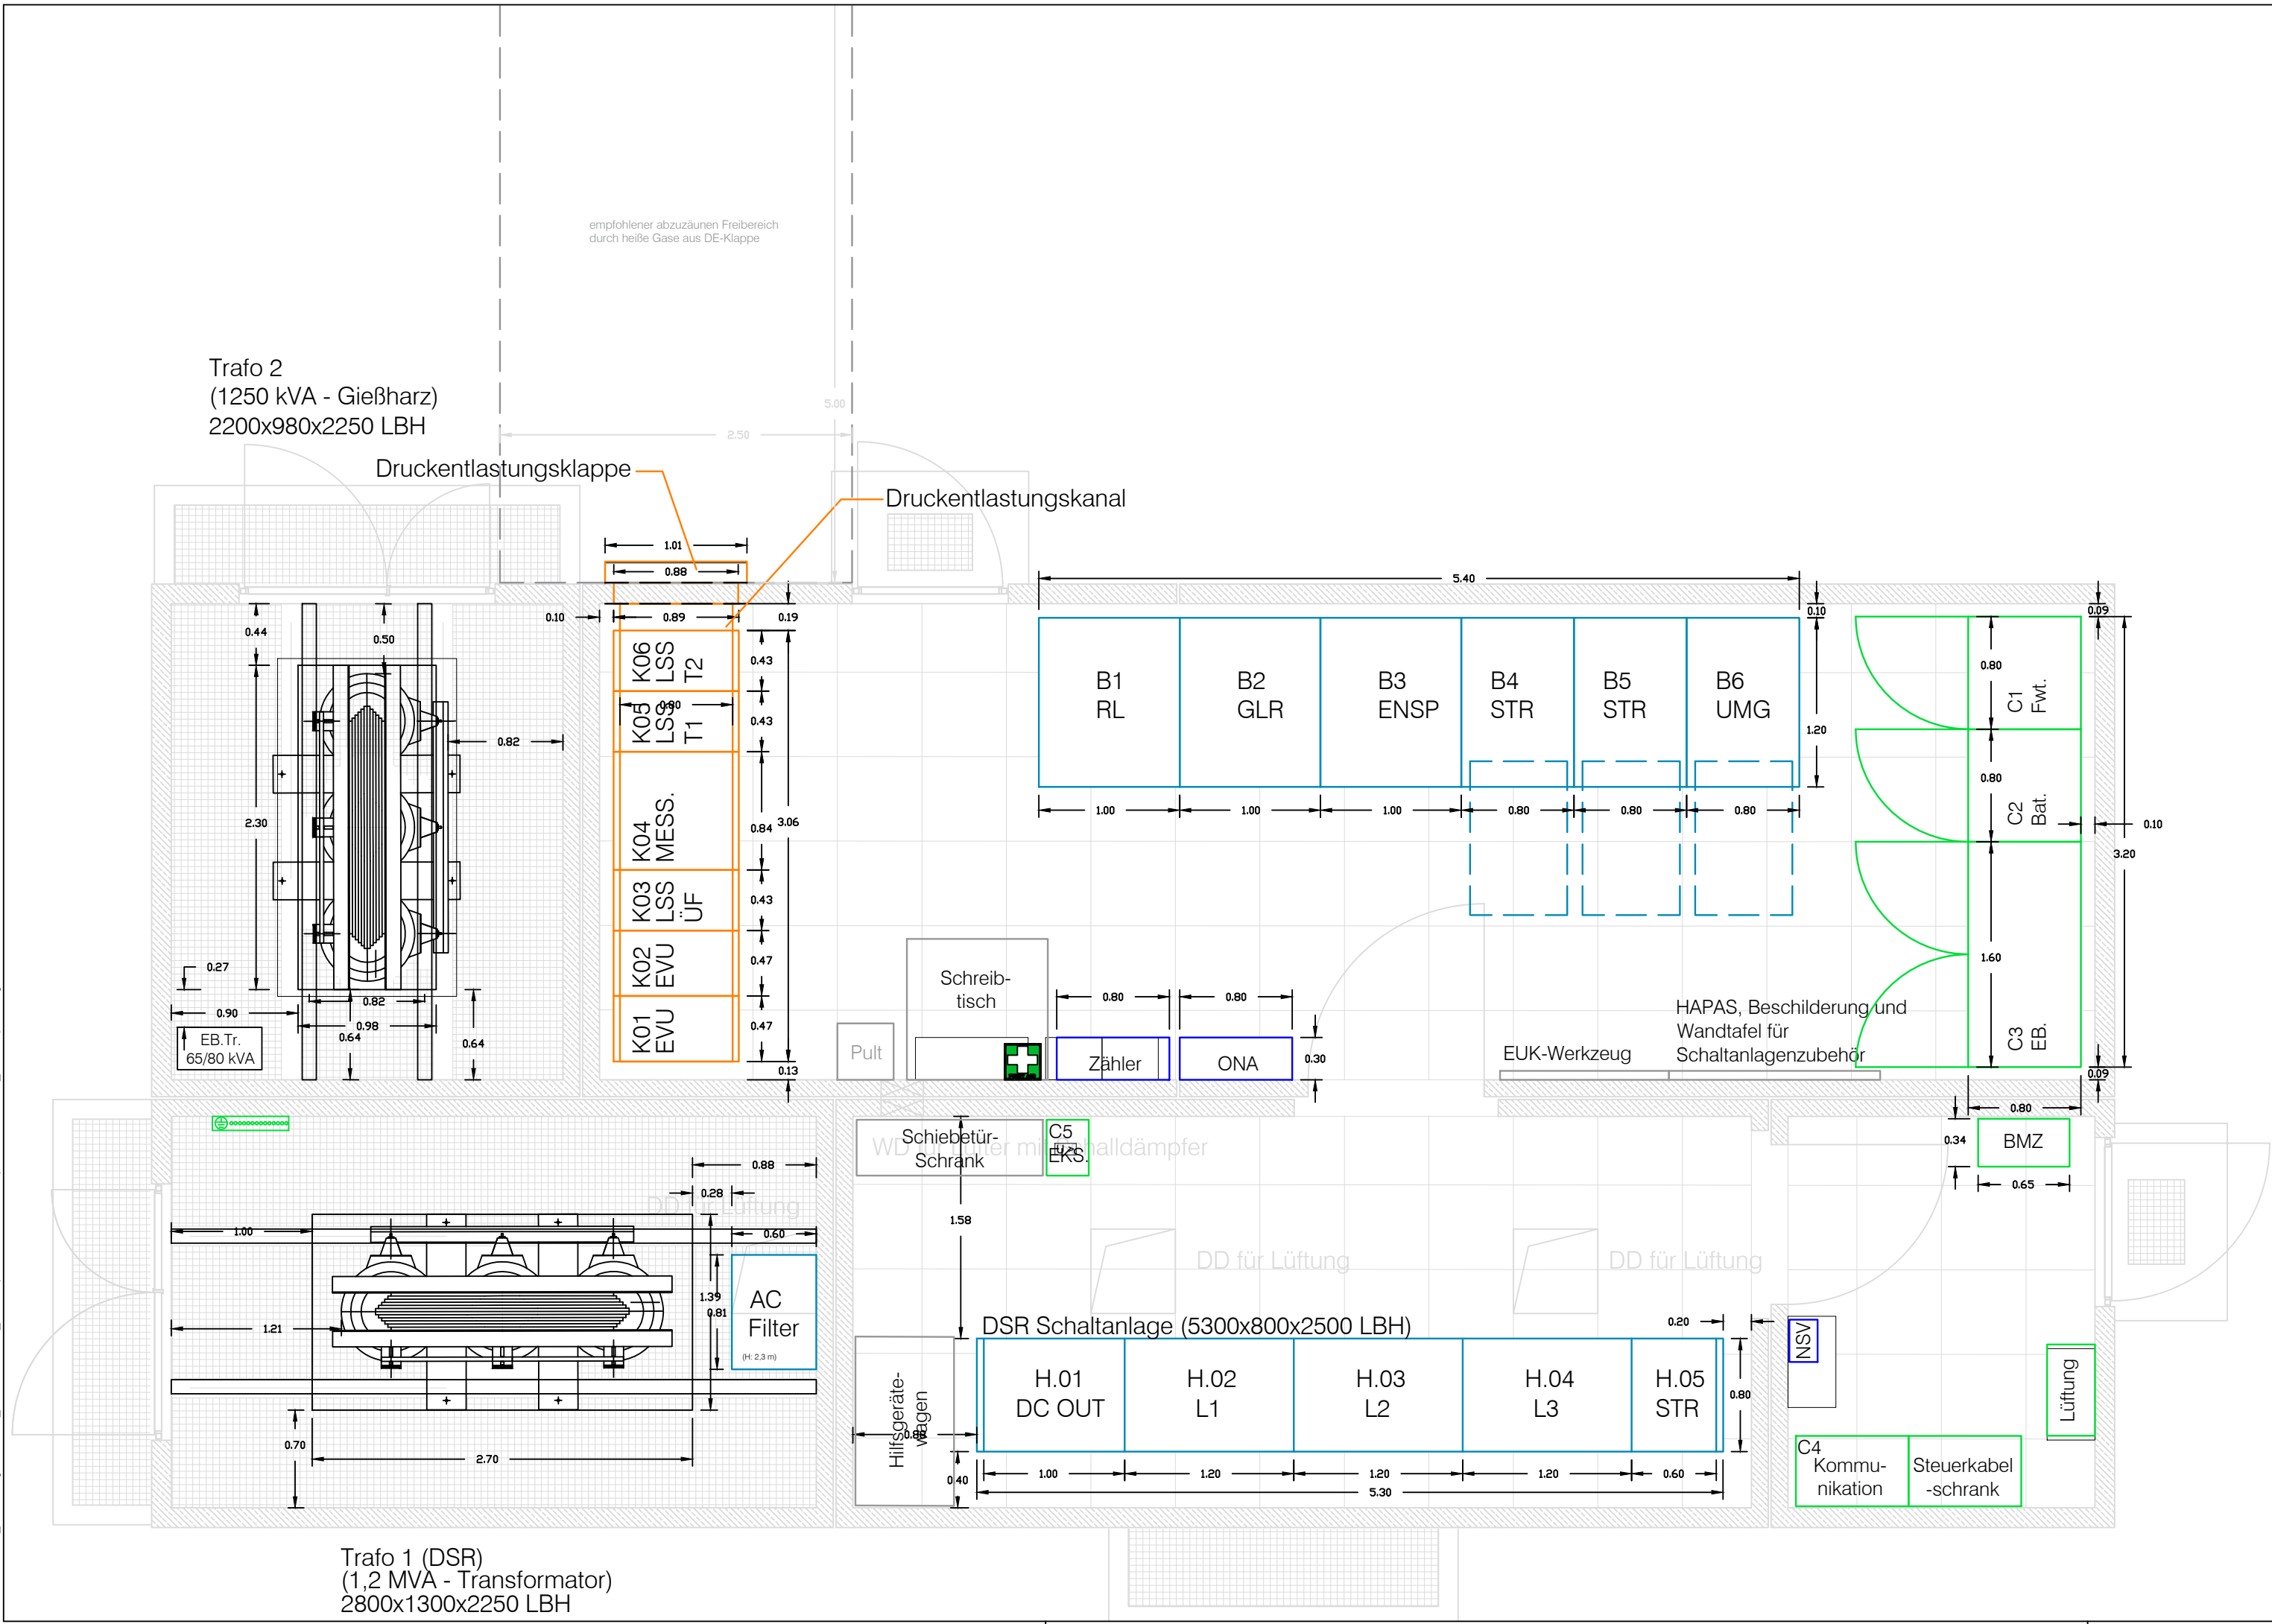 empfohlener abzuzäunen Freibereich
durch heiße Gase aus DE-Klappe
Trafo 2
(1250 kVA - Gießharz)
2200x980x2250 LBH
5.00
2.50
Druckentlastungsklappe
Druckentlastungskanal
1.01
0.88
5.40
0.44
0.50
0.10
0.89
0.19
0.10
0.09
K06
LSS
T2
0.43
K05
LSS
T1
0.80
0.43
0.82
2.30
K04
MESS.
0.84
3.06
K03
LSS
ÜF
0.43
K02
EVU
0.47
K01
EVU
0.47
0.13
B1
RL
B2
GLR
B3
ENSP
B4
STR
B5
STR
B6
UMG
1.20
1.00
1.00
1.00
0.80
0.80
0.80
0.80
C1
Fwt.
0.80
C2
Bat.
0.10
3.20
1.60
C3
EB.
0.09
0.80
0.27
0.90
0.82
0.98
0.64
0.64
EB.Tr.
65/80 kVA
Schreib-
tisch
Pult
0.80
0.80
Zähler
ONA
0.30
EUK-Werkzeug
HAPAS, Beschilderung und
Wandtafel für
Schaltanlagenzubehör
Schiebetür-
Schrank
C5
EKS.
0.34
BMZ
0.65
0.88
0.28
DD für Lüftung
0.60
1.00
1.21
1.39
0.81
AC
Filter
(H: 2,3 m)
0.70
2.70
1.58
DD für Lüftung
DD für Lüftung
DSR Schaltanlage (5300x800x2500 LBH)
0.20
Hilfsgeräte-
wagen
0.40
H.01
DC OUT
H.02
L1
H.03
L2
H.04
L3
H.05
STR
0.80
1.00
1.20
1.20
1.20
0.60
5.30
NSV
Lüftung
C4
Kommu-
nikation
Steuerkabel
-schrank
Trafo 1 (DSR)
(1,2 MVA - Transformator)
2800x1300x2250 LBH